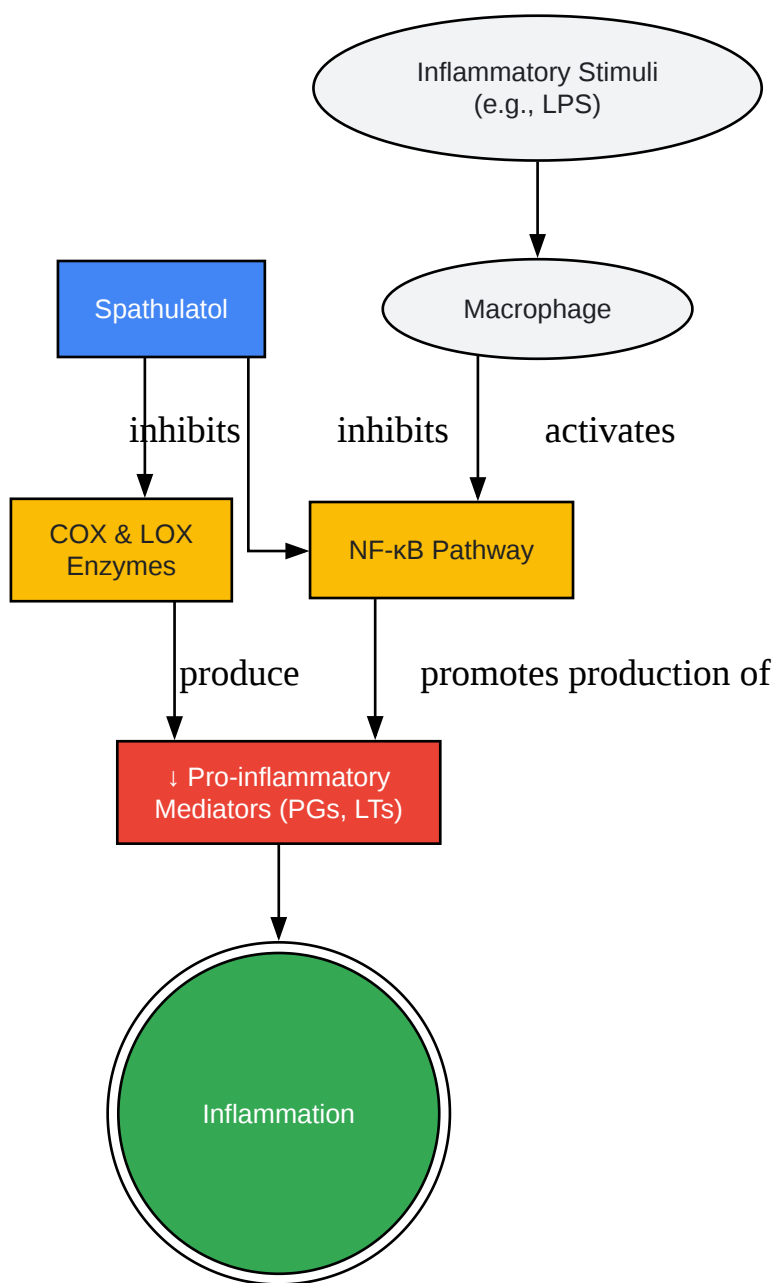 Inflammatory Stimuli
(e.g., LPS)
Spathulatol
Macrophage
inhibits
inhibits
activates
COX & LOX
Enzymes
NF-κB Pathway
produce
promotes production of
↓ Pro-inflammatory
Mediators (PGs, LTs)
Inflammation